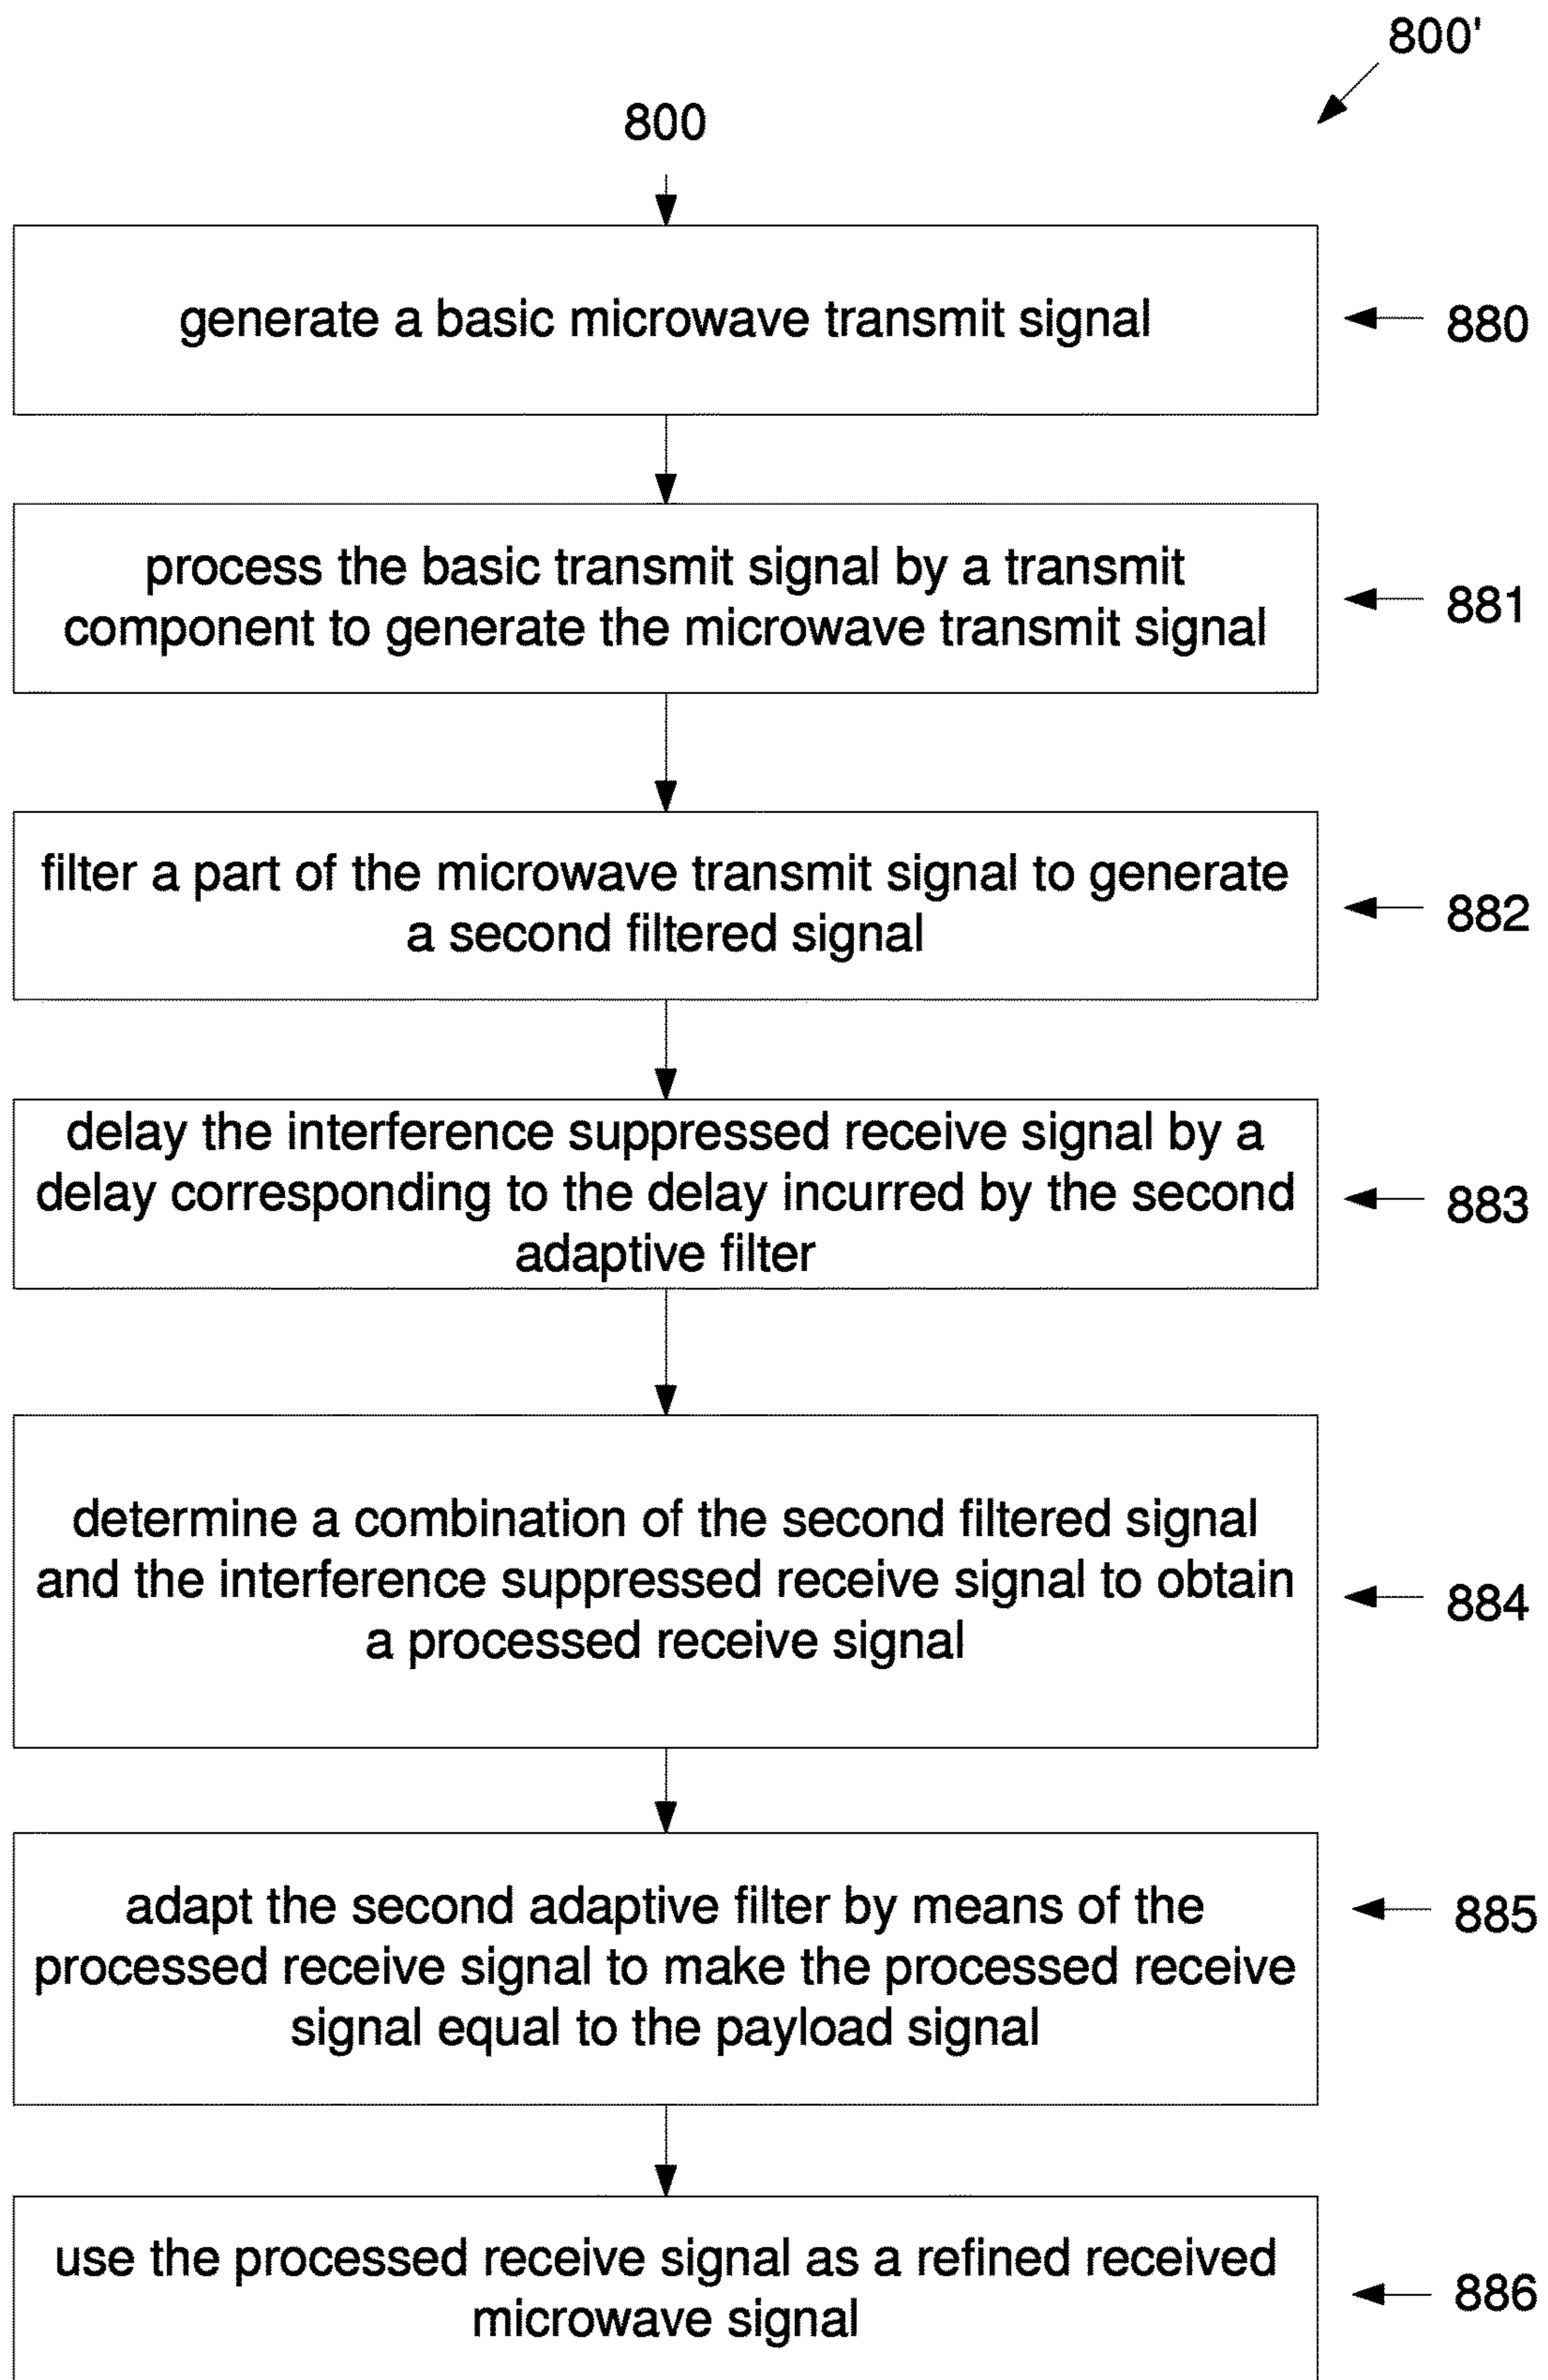 800'
800
generate a basic microwave transmit signal
880
process the basic transmit signal by a transmit
component to generate the microwave transmit signal
881
filter a part of the microwave transmit signal to generate
a second filtered signal
882
delay the interference suppressed receive signal by a
delay corresponding to the delay incurred by the second
adaptive filter
883
determine a combination of the second filtered signal
and the interference suppressed receive signal to obtain
a processed receive signal
884
adapt the second adaptive filter by means of the
processed receive signal to make the processed receive
signal equal to the payload signal
885
use the processed receive signal as a refined received
microwave signal
886